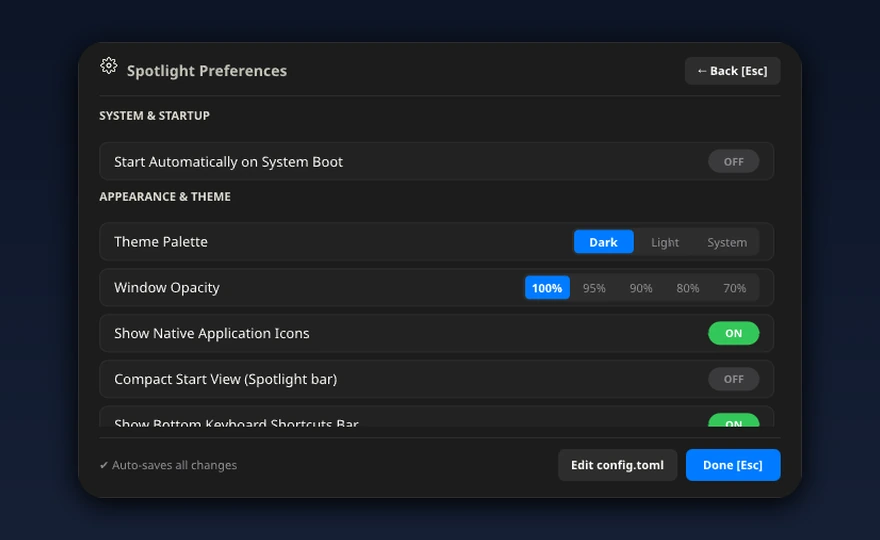 Spotlight Preferences
← Back [Esc]
SYSTEM & STARTUP
Start Automatically on System Boot OFF
APPEARANCE & THEME
Theme Palette Dark Light System
Window Opacity 100% 95% 90% 80% 70%
Show Native Application Icons ON
Compact Start View (Spotlight bar) OFF
Show Bottom Keyboard Shortcuts Bar ON
✔ Auto-saves all changes
Edit config.toml
Done [Esc]